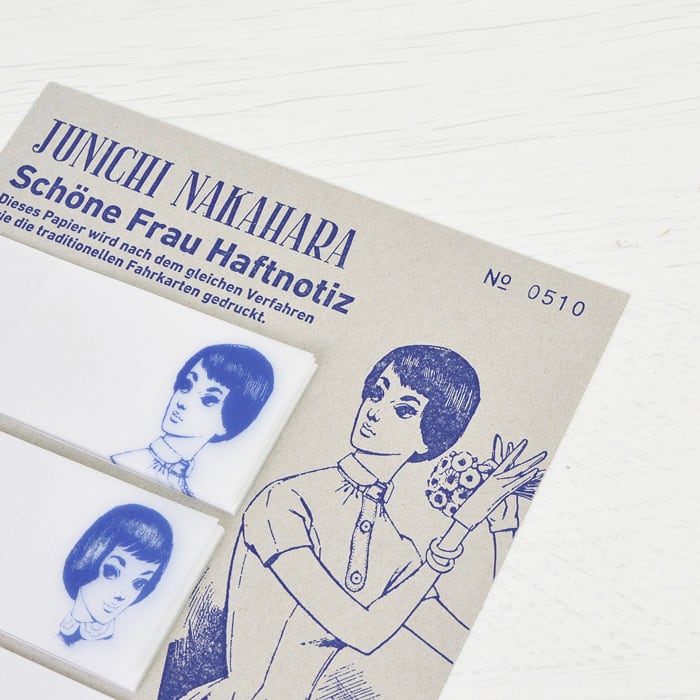 JUNICHI NAKAHARA
Schöne Frau Haftnotiz
Dieses Papier wird nach dem gleichen Verfahren
die traditionellen Fahrkarten gedruckt.
Nº 0510